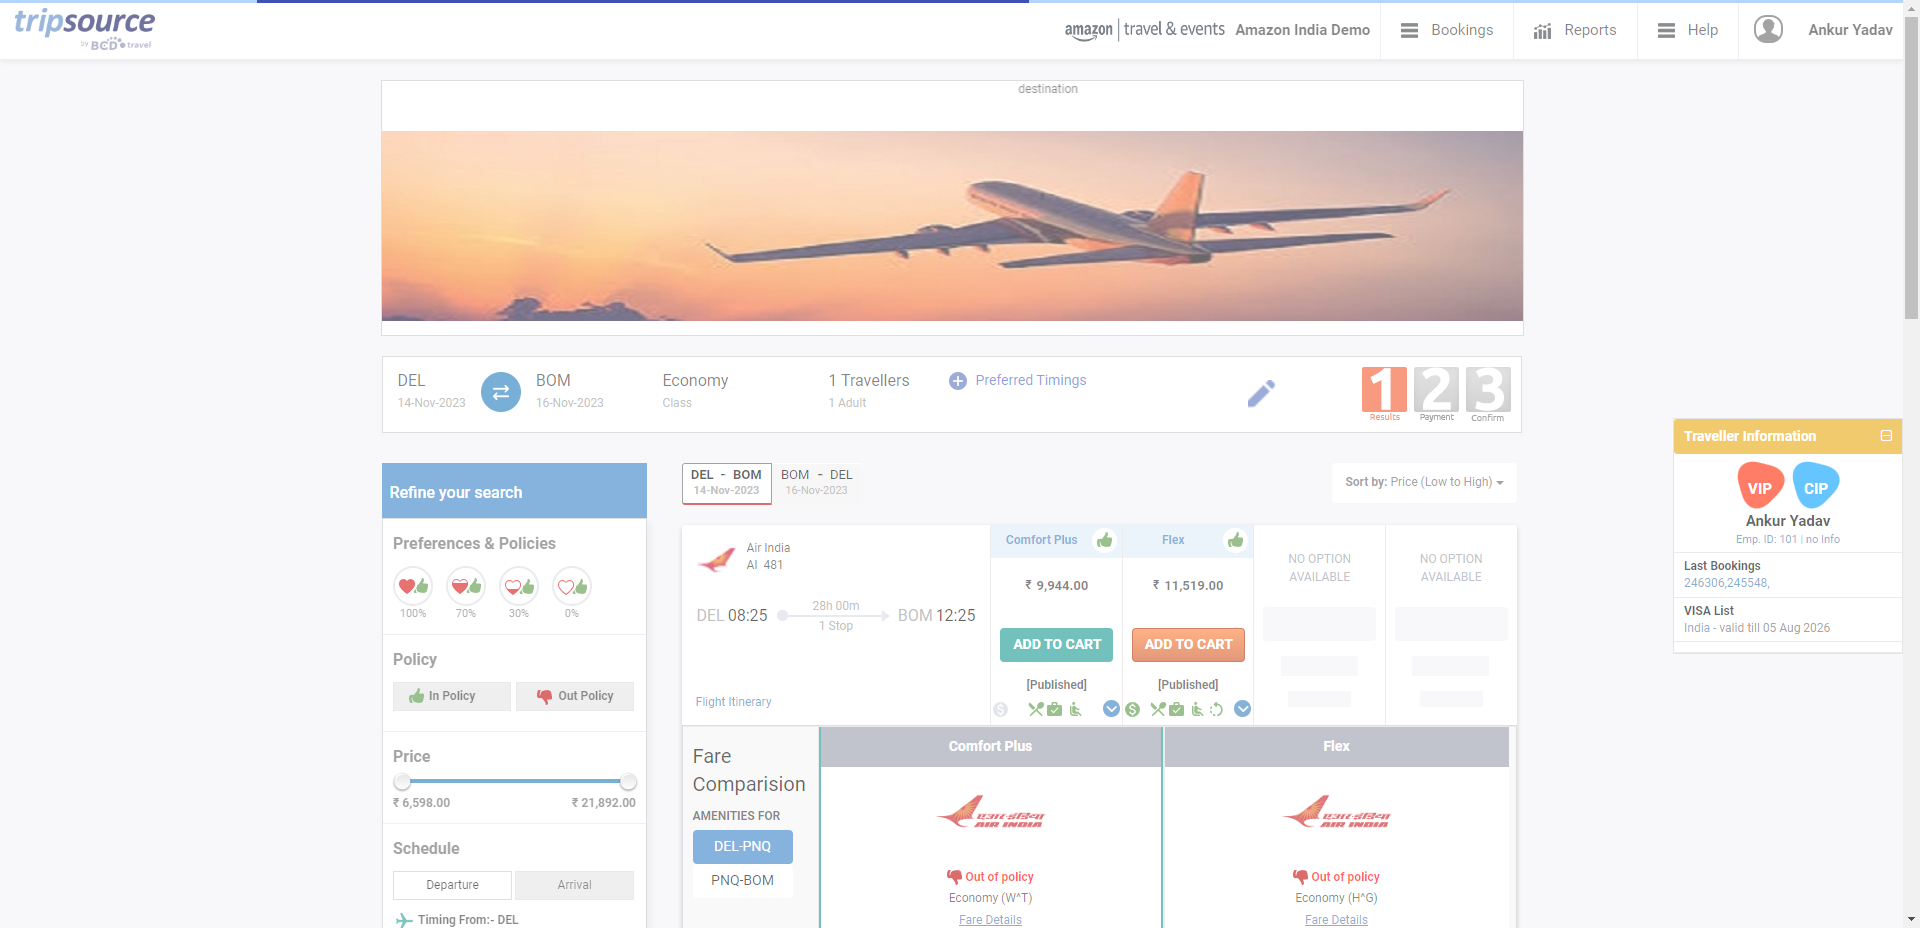 tripsource
by BCD travel
amazon travel & events Amazon India Demo
Bookings
Reports
Help
Ankur Yadav
destination
DEL
14-Nov-2023
BOM
16-Nov-2023
Economy
Class
1 Travellers
1 Adult
Preferred Timings
1 2 3
Results Payment Confirm
Traveller Information
VIP CIP
Ankur Yadav
Emp. ID: 101 | no Info
Last Bookings
246306,245548,
VISA List
India - valid till 05 Aug 2026
Refine your search
Preferences & Policies
100% 70% 30% 0%
Policy
In Policy Out Policy
Price
₹ 6,598.00 ₹ 21,892.00
Schedule
Departure Arrival
Timing From:- DEL
DEL - BOM
14-Nov-2023
BOM - DEL
16-Nov-2023
Sort by: Price (Low to High)
Air India
AI 481
DEL 08:25
28h 00m
1 Stop
BOM 12:25
Flight Itinerary
Comfort Plus
₹ 9,944.00
ADD TO CART
[Published]
Flex
₹ 11,519.00
ADD TO CART
[Published]
NO OPTION
AVAILABLE
NO OPTION
AVAILABLE
Fare
Comparision
AMENITIES FOR
DEL-PNQ
PNQ-BOM
Comfort Plus
एअर-इंडिया
AIR INDIA
Out of policy
Economy (W^T)
Fare Details
Flex
एअर-इंडिया
AIR INDIA
Out of policy
Economy (H^G)
Fare Details